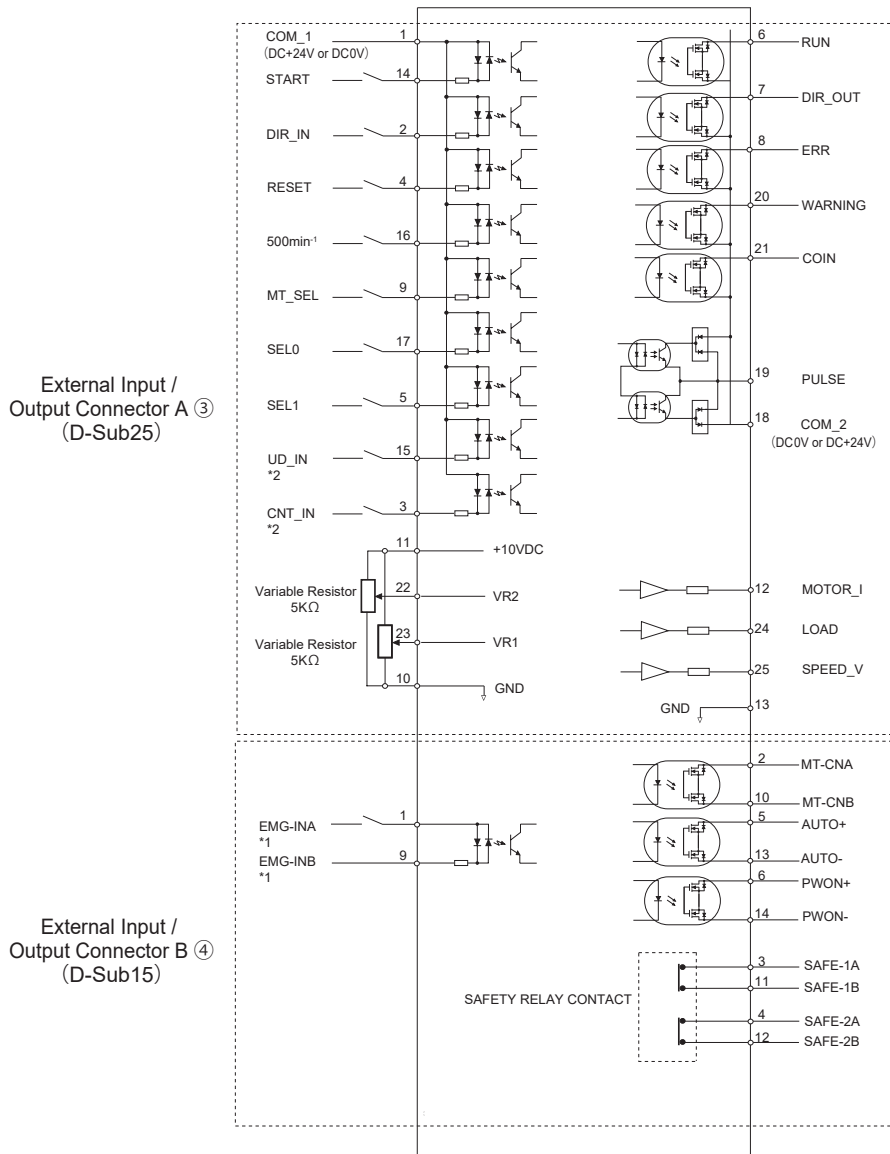 External Input /
Output Connector A ③
(D-Sub25)
COM_1
(DC+24V or DC0V)
1
START
14
DIR_IN
2
RESET
4
500min-1
16
MT_SEL
9
SEL0
17
SEL1
5
UD_IN
*2
15
CNT_IN
*2
3
11
+10VDC
Variable Resistor
5KΩ
22
VR2
Variable Resistor
5KΩ
23
VR1
10
GND
6
RUN
7
DIR_OUT
8
ERR
20
WARNING
21
COIN
19
PULSE
18
COM_2
(DC0V or DC+24V)
12
MOTOR_I
24
LOAD
25
SPEED_V
GND
13
External Input /
Output Connector B ④
(D-Sub15)
EMG-INA
*1
1
EMG-INB
*1
9
2
MT-CNA
10
MT-CNB
5
AUTO+
13
AUTO-
6
PWON+
14
PWON-
SAFETY RELAY CONTACT
3
SAFE-1A
11
SAFE-1B
4
SAFE-2A
12
SAFE-2B